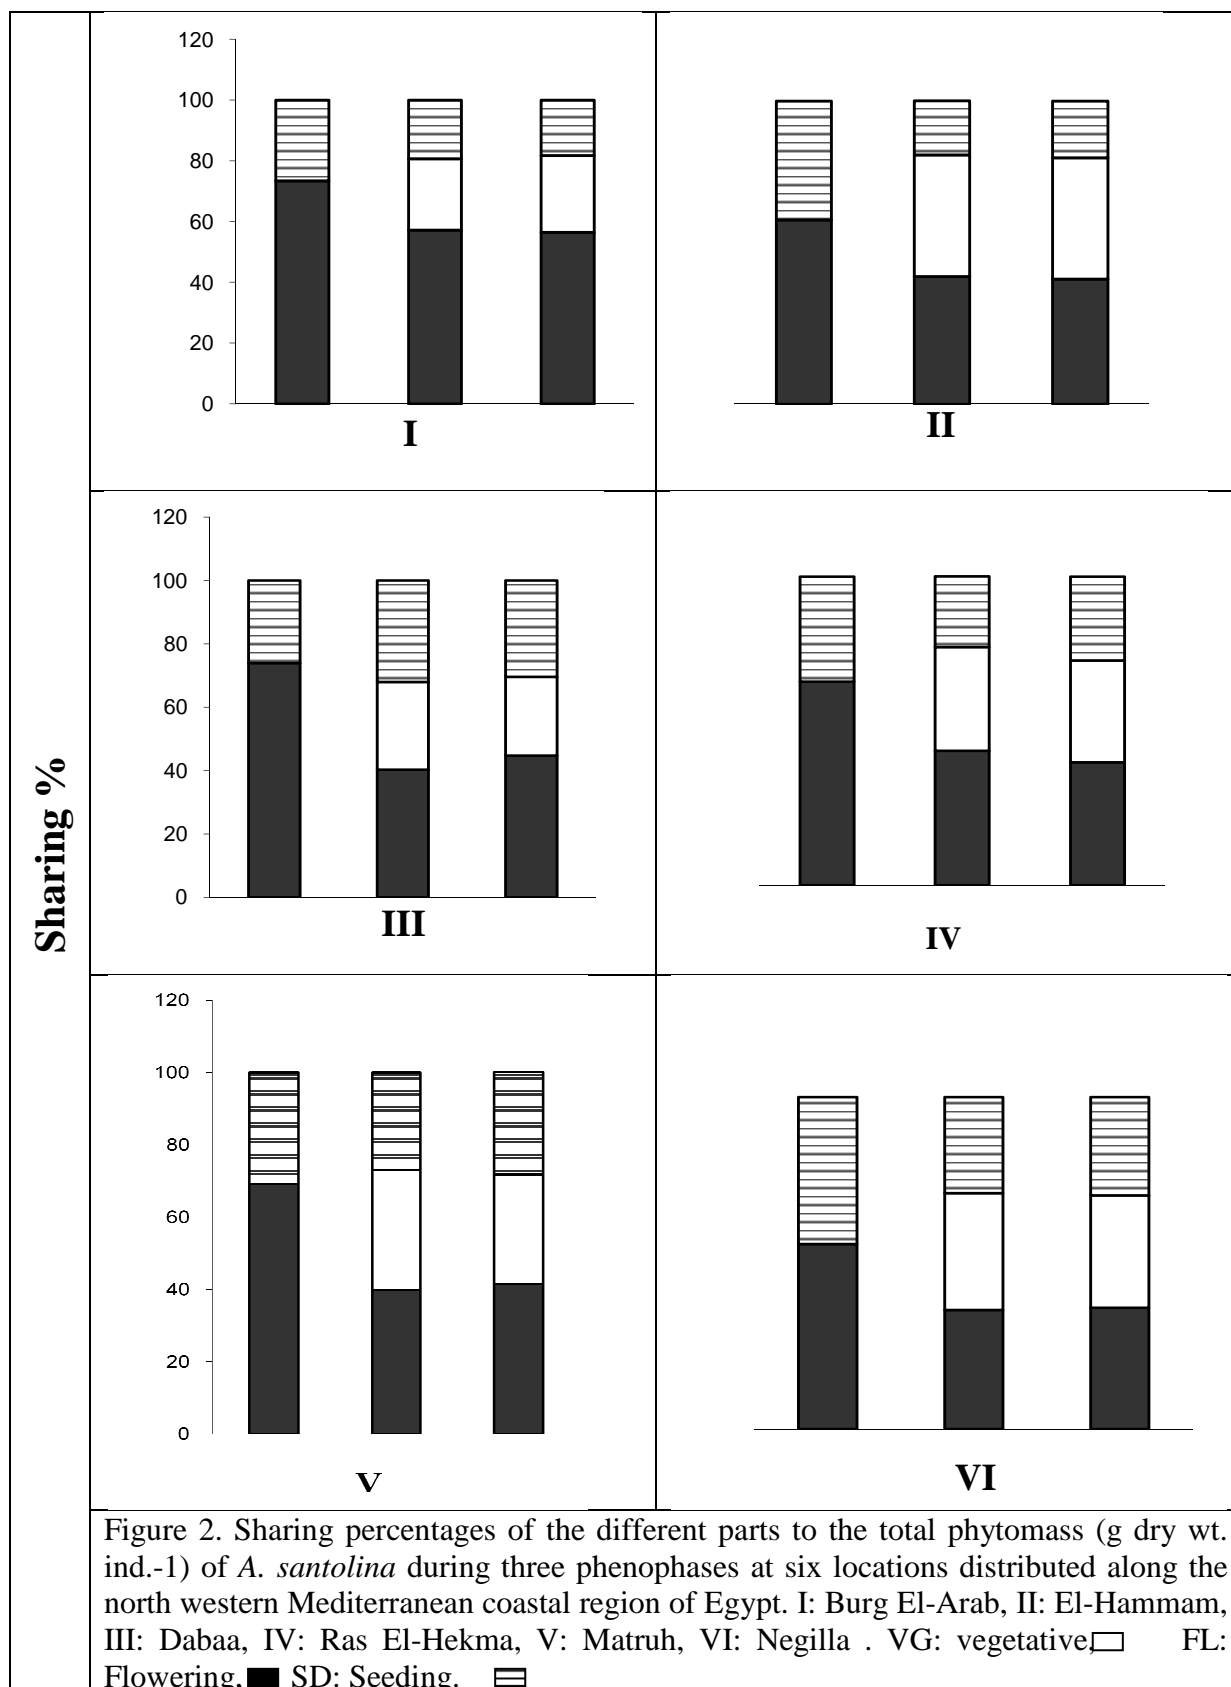 120
100
80
60
40
20
0
I
II
Sharing %
120
100
80
60
40
20
0
III
IV
120
100
80
60
40
20
0
V
VI
Figure 2. Sharing percentages of the different parts to the total phytomass (g dry wt.
ind.-1) of A. santolina during three phenophases at six locations distributed along the
north western Mediterranean coastal region of Egypt. I: Burg El-Arab, II: El-Hammam,
III: Dabaa, IV: Ras El-Hekma, V: Matruh, VI: Negilla . VG: vegetative, FL:
Flowering, SD: Seeding.